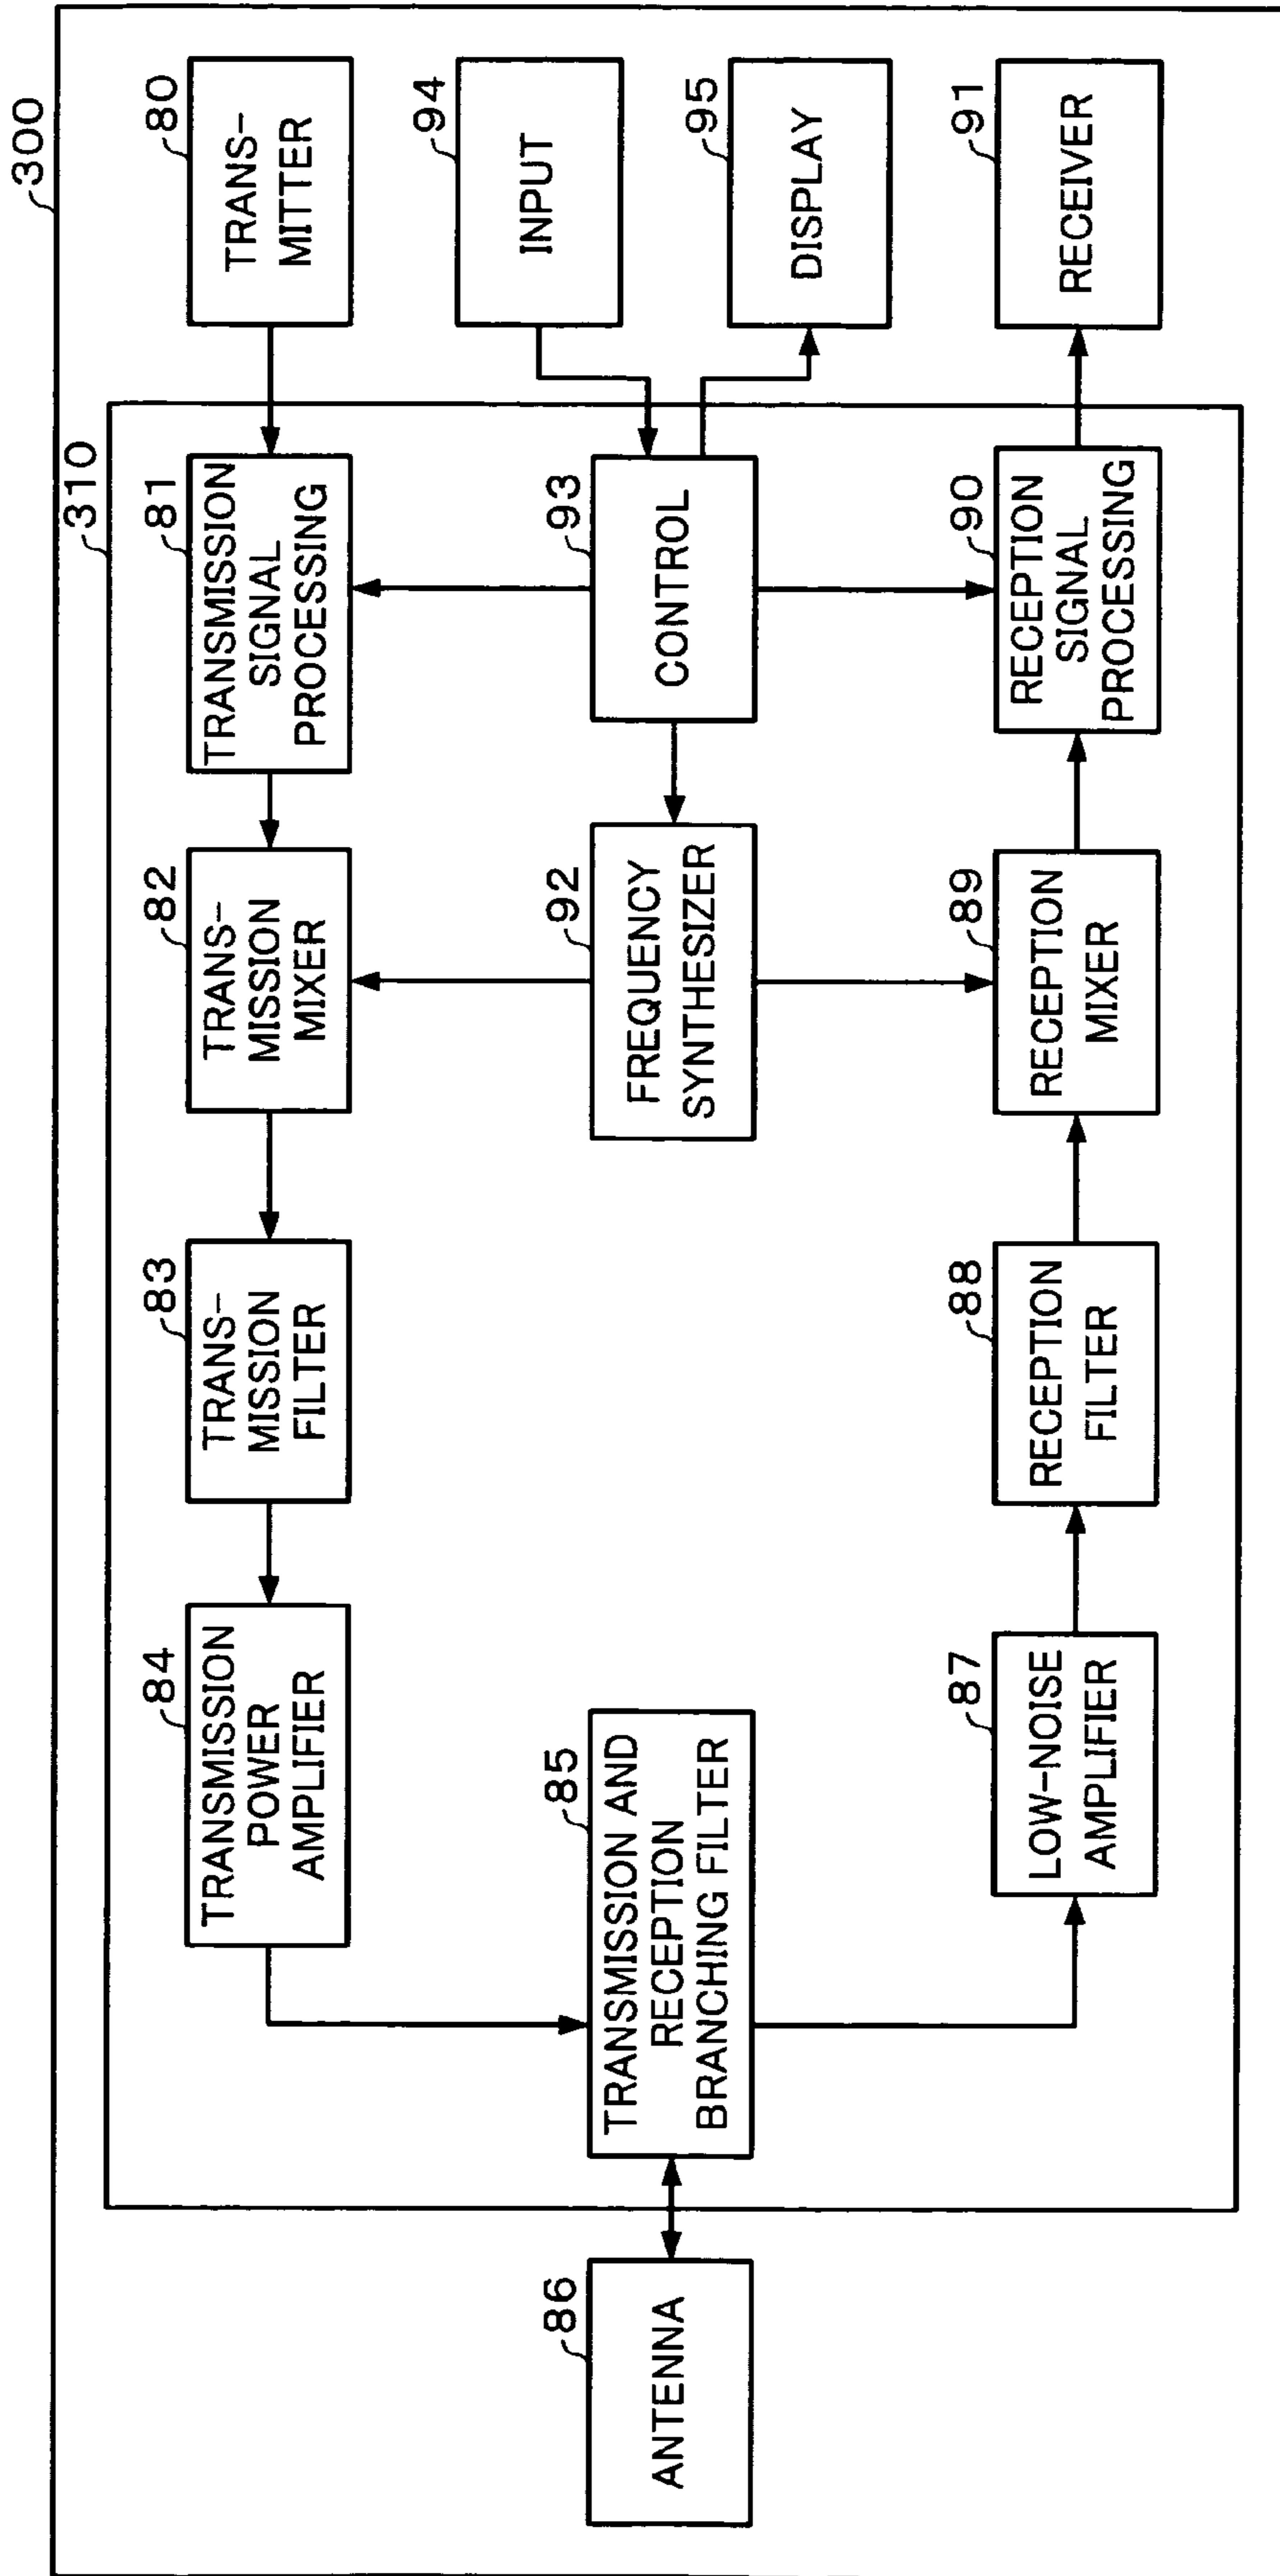 300
310
86
ANTENNA
84
TRANSMISSION
POWER
AMPLIFIER
83
TRANS-
MISSION
FILTER
82
TRANS-
MISSION
MIXER
81
TRANSMISSION
SIGNAL
PROCESSING
80
TRANS-
MITTER
85
TRANSMISSION AND
RECEPTION
BRANCHING FILTER
92
FREQUENCY
SYNTHESIZER
93
CONTROL
94
INPUT
95
DISPLAY
87
LOW-NOISE
AMPLIFIER
88
RECEPTION
FILTER
89
RECEPTION
MIXER
90
RECEPTION
SIGNAL
PROCESSING
91
RECEIVER